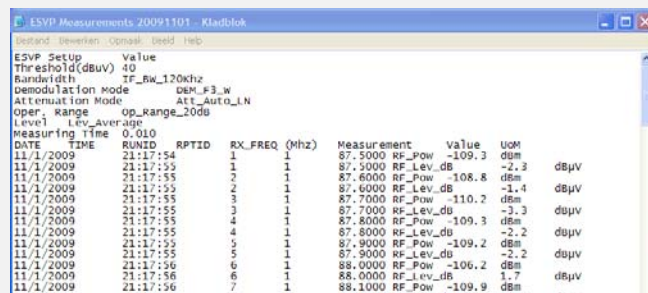 ESVP Measurements 20091101 - Kladblok
Bestand Bewerken Opmaak Beeld Help
ESVP Setup Value
Threshold(dBuV) 40
Bandwidth IF_BW_120Khz
Demodulation Mode DEM_F3_W
Attenuation Mode Att_Auto_LN
Oper. Range Op_Range_20dB
Level Lev_Average
Measuring Time 0.010
DATE TIME RUNID RPTID RX_FREQ (Mhz) Measurement Value UoM
11/1/2009 21:17:54 1 1 87.5000 RF_Pow -109.3 dBm
11/1/2009 21:17:55 1 1 87.5000 RF_Lev_dB -2.3 dBµV
11/1/2009 21:17:55 2 1 87.6000 RF_Pow -108.8 dBm
11/1/2009 21:17:55 2 1 87.6000 RF_Lev_dB -1.4 dBµV
11/1/2009 21:17:55 3 1 87.7000 RF_Pow -110.2 dBm
11/1/2009 21:17:55 3 1 87.7000 RF_Lev_dB -3.3 dBµV
11/1/2009 21:17:55 4 1 87.8000 RF_Pow -109.3 dBm
11/1/2009 21:17:55 4 1 87.8000 RF_Lev_dB -2.2 dBµV
11/1/2009 21:17:55 5 1 87.9000 RF_Pow -109.2 dBm
11/1/2009 21:17:55 5 1 87.9000 RF_Lev_dB -2.2 dBµV
11/1/2009 21:17:56 6 1 88.0000 RF_Pow -106.2 dBm
11/1/2009 21:17:56 6 1 88.0000 RF_Lev_dB 1.7 dBµV
11/1/2009 21:17:56 7 1 88.1000 RF_Pow -109.9 dBm